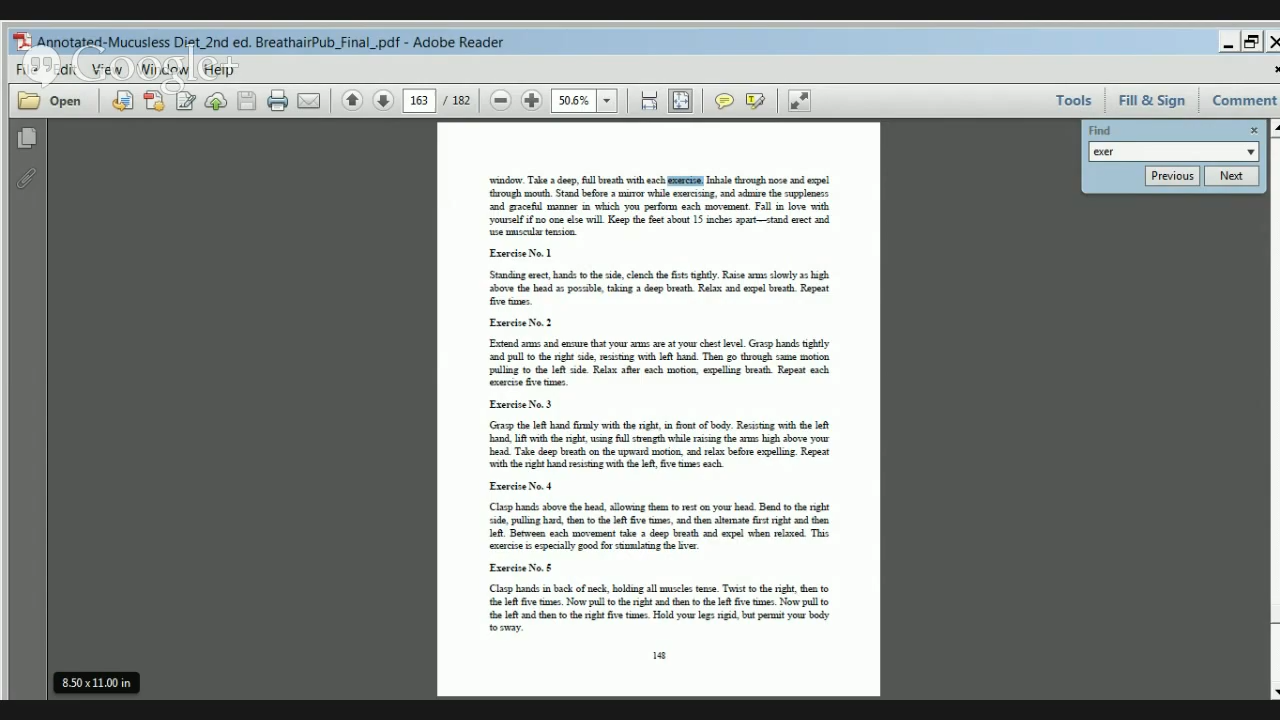 Annotated-Mucusless Diet_2nd ed. BreathairPub_Final_.pdf - Adobe Reader
Google+
File Edit View Window Help
Open 163 / 182 50.6% Tools Fill & Sign Comment
Find
exer
Previous Next
window. Take a deep, full breath with each exercise. Inhale through nose and expel
through mouth. Stand before a mirror while exercising, and admire the suppleness
and graceful manner in which you perform each movement. Fall in love with
yourself if no one else will. Keep the feet about 15 inches apart—stand erect and
use muscular tension.
Exercise No. 1
Standing erect, hands to the side, clench the fists tightly. Raise arms slowly as high
above the head as possible, taking a deep breath. Relax and expel breath. Repeat
five times.
Exercise No. 2
Extend arms and ensure that your arms are at your chest level. Grasp hands tightly
and pull to the right side, resisting with left hand. Then go through same motion
pulling to the left side. Relax after each motion, expelling breath. Repeat each
exercise five times.
Exercise No. 3
Grasp the left hand firmly with the right, in front of body. Resisting with the left
hand, lift with the right, using full strength while raising the arms high above your
head. Take deep breath on the upward motion, and relax before expelling. Repeat
with the right hand resisting with the left, five times each.
Exercise No. 4
Clasp hands above the head, allowing them to rest on your head. Bend to the right
side, pulling hard, then to the left five times, and then alternate first right and then
left. Between each movement take a deep breath and expel when relaxed. This
exercise is especially good for stimulating the liver.
Exercise No. 5
Clasp hands in back of neck, holding all muscles tense. Twist to the right, then to
the left five times. Now pull to the right and then to the left five times. Now pull to
the left and then to the right five times. Hold your legs rigid, but permit your body
to sway.
148
8.50 x 11.00 in